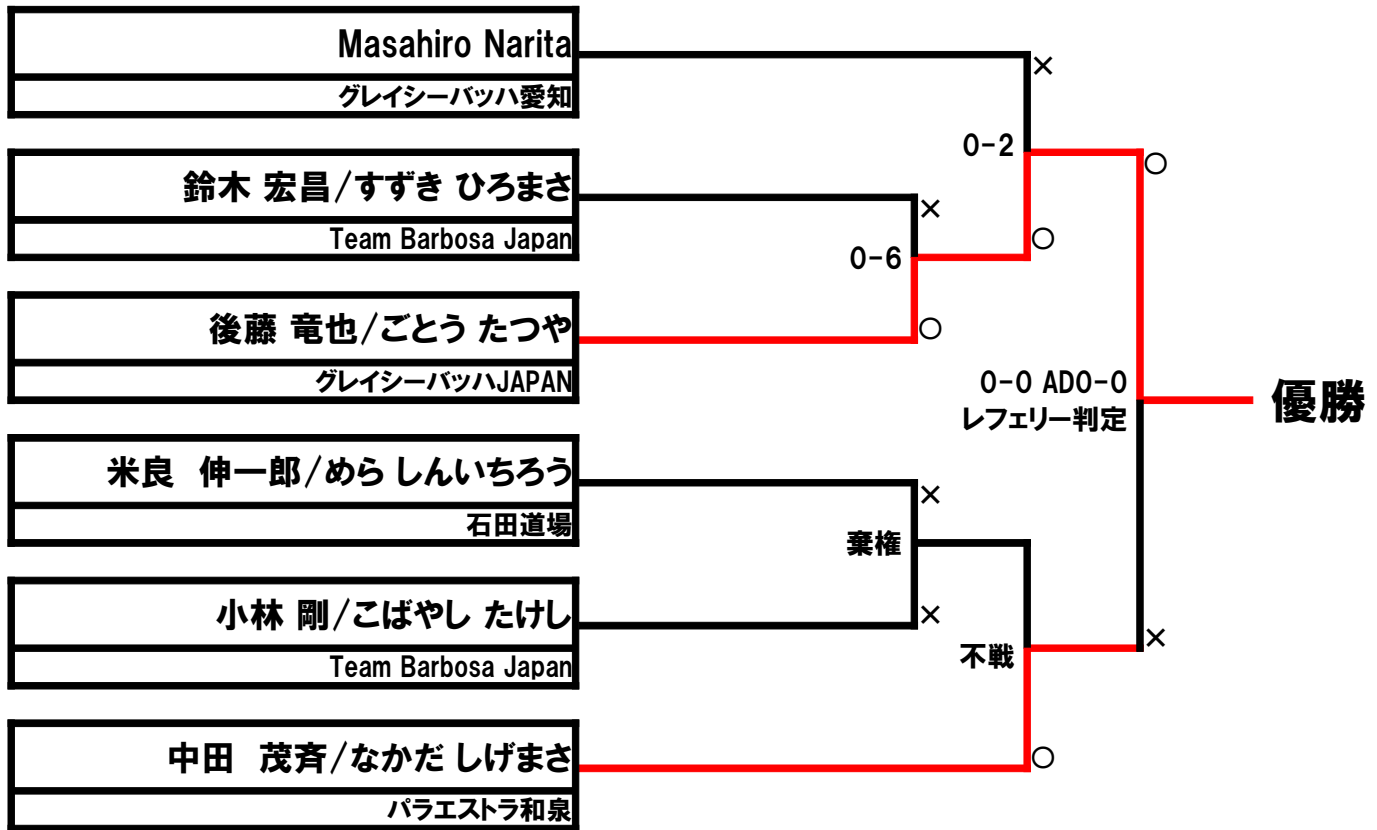 Masahiro Narita
グレイシーバッハ愛知
×
0-2
○
鈴木 宏昌/すずき ひろまさ
Team Barbosa Japan
×
0-6
○
後藤 竜也/ごとう たつや
グレイシーバッハJAPAN
○
0-0 AD0-0
レフェリー判定
優勝
米良 伸一郎/めら しんいちろう
石田道場
×
棄権
小林 剛/こばやし たけし
Team Barbosa Japan
×
不戦
×
中田 茂斉/なかだ しげまさ
パラエストラ和泉
○